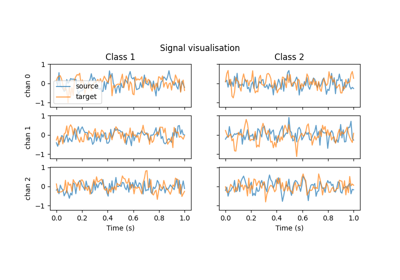 Signal visualisation
Class 1
Class 2
1
0
−1
chan 0
source
target
1
0
−1
chan 1
1
0
−1
chan 2
0.0 0.2 0.4 0.6 0.8 1.0
0.0 0.2 0.4 0.6 0.8 1.0
Time (s)
Time (s)